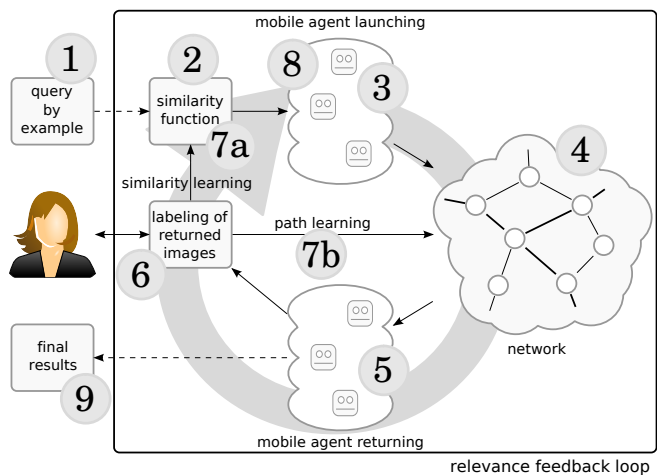 mobile agent launching
1
2
8
3
query
by
example
similarity
function
7a
4
similarity learning
labeling of
returned
images
path learning
7b
6
5
final
results
9
network
mobile agent returning
relevance feedback loop